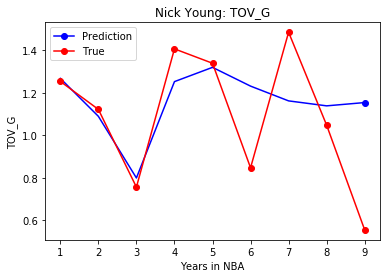 Nick Young: TOV_G
Prediction
True
TOV_G
1.4
1.2
1.0
0.8
0.6
1 2 3 4 5 6 7 8 9
Years in NBA